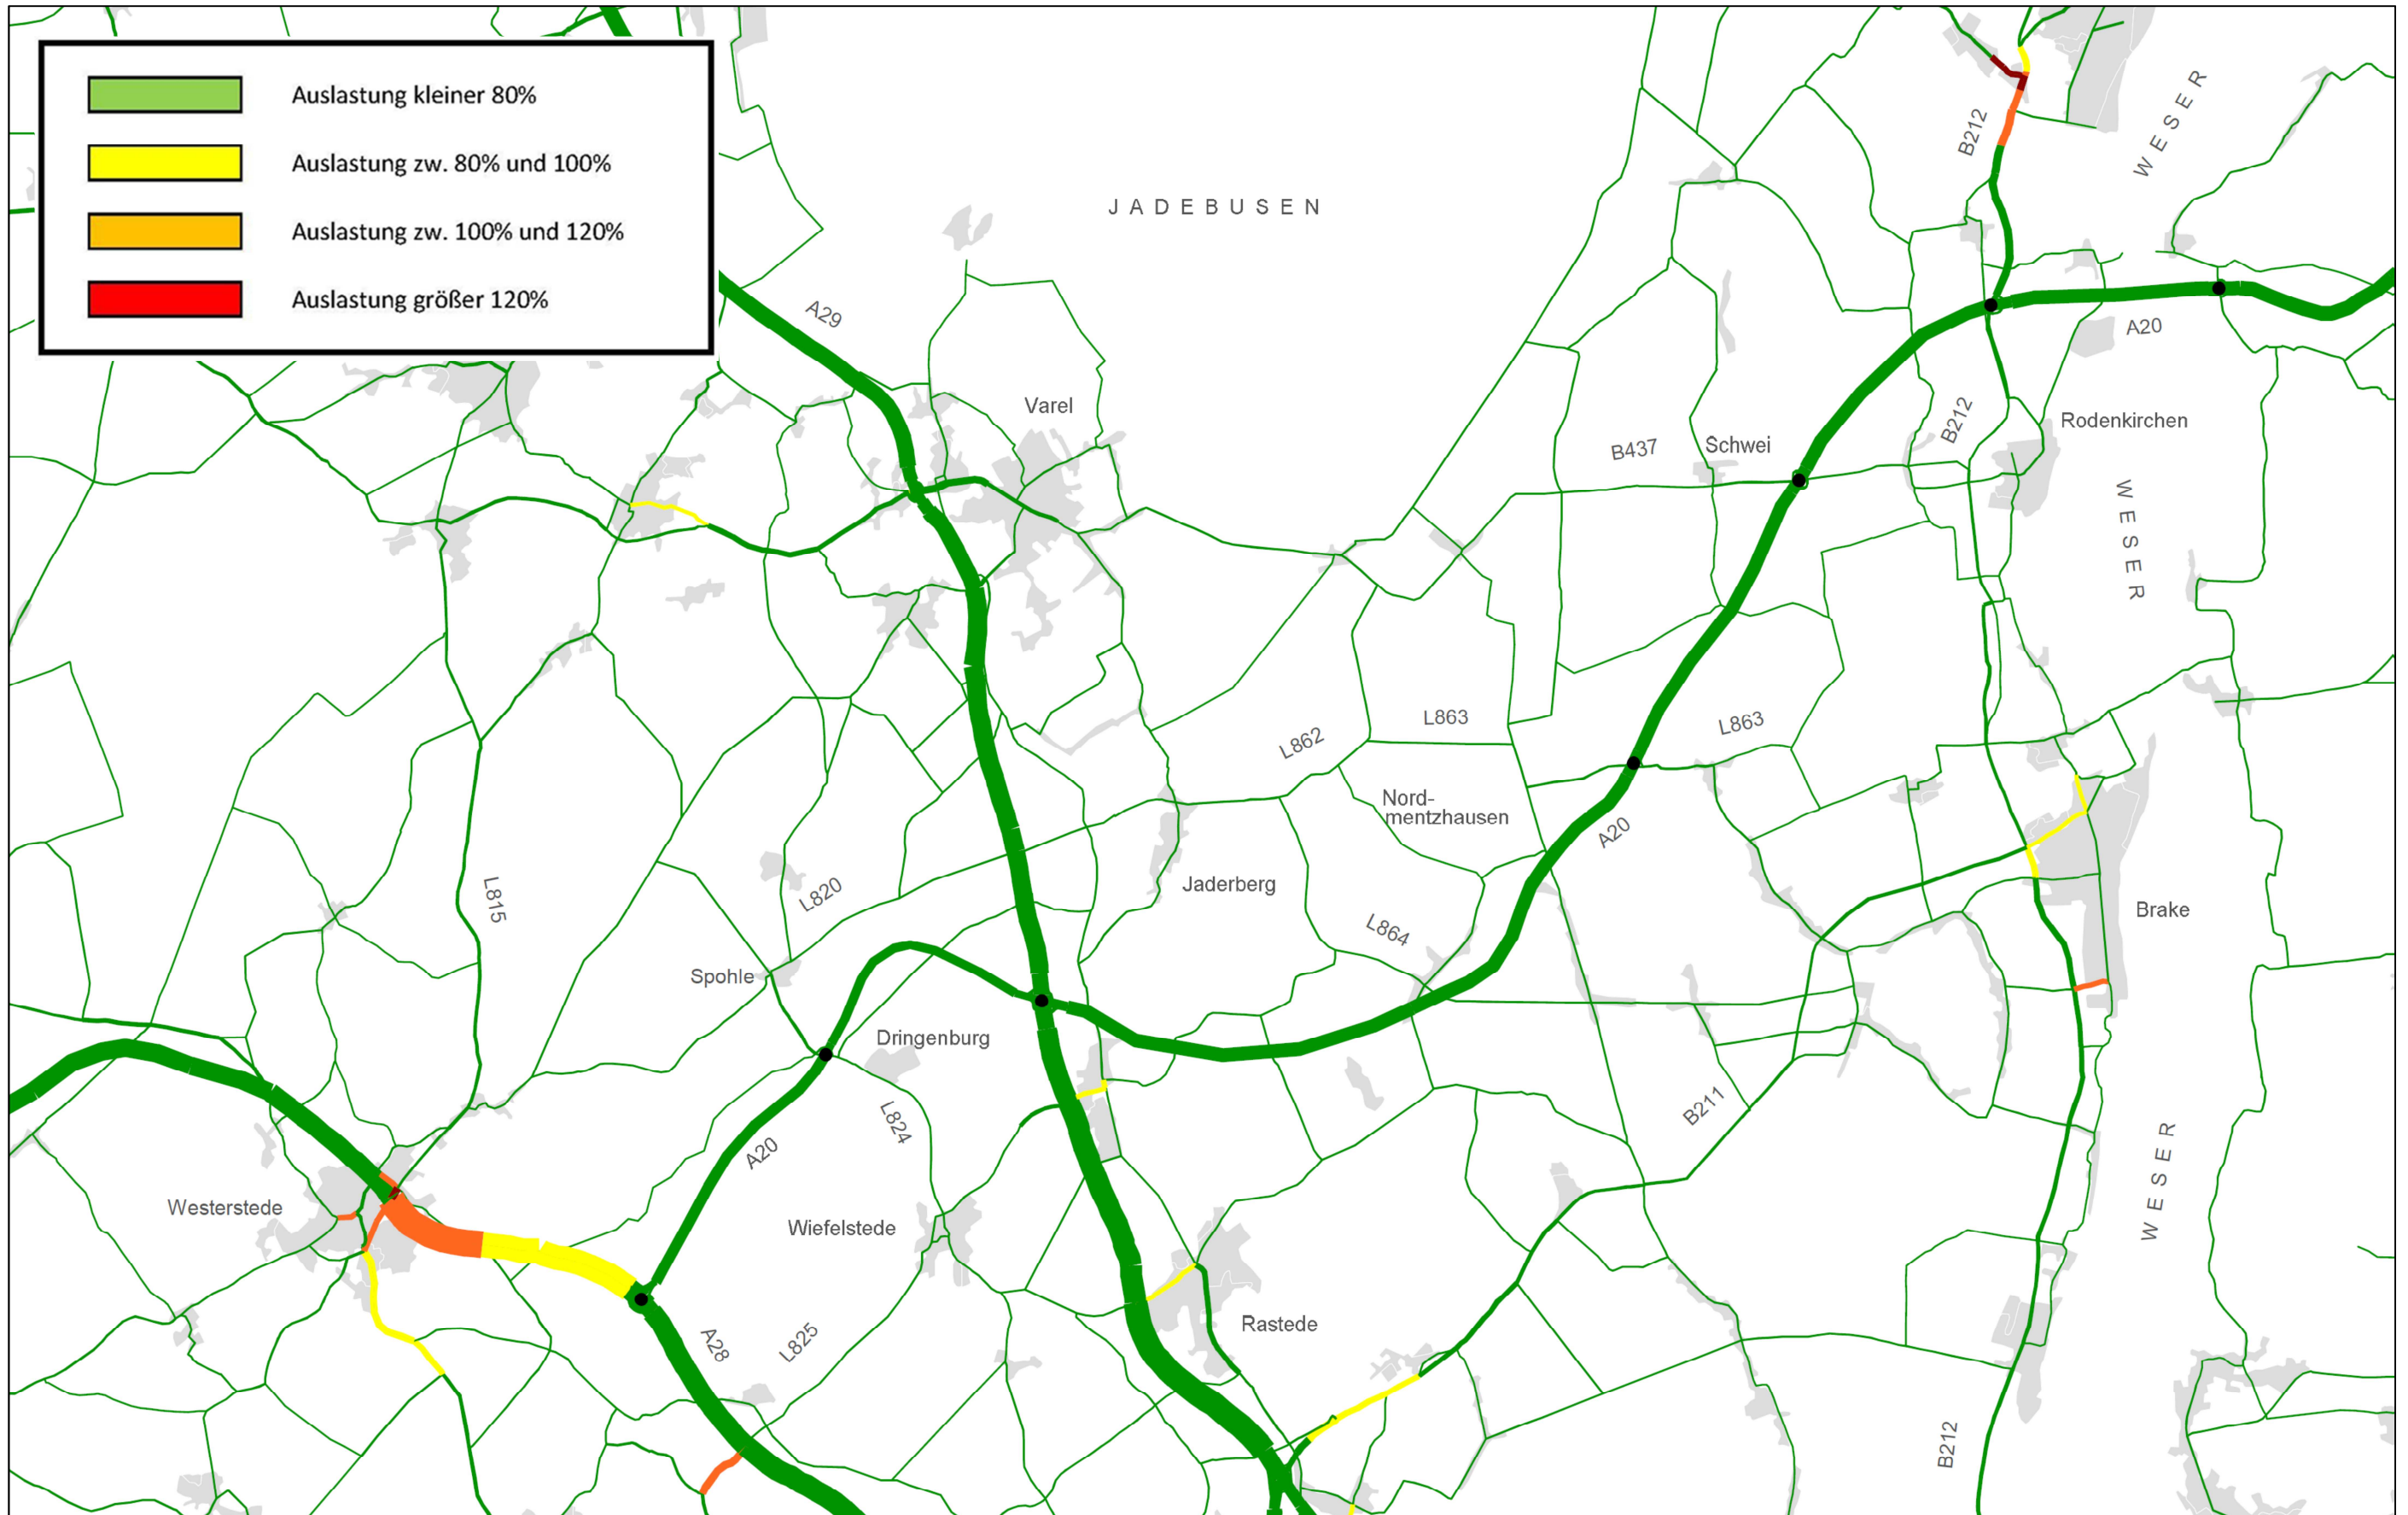 Auslastung kleiner 80%
Auslastung zw. 80% und 100%
Auslastung zw. 100% und 120%
Auslastung größer 120%
WESER
B212
JADEBUSEN
A29
A20
Varel
B212
Rodenkirchen
B437
Schwei
WESER
L863
L863
L862
Nord-
mentzhausen
A20
L815
L820
Jaderberg
L864
Brake
Spohle
Dringenburg
L824
B211
A20
WESER
Westerstede
Wiefelstede
A28
L825
Rastede
B212